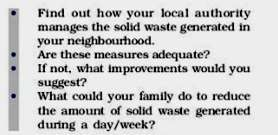 • Find out how your local authority
manages the solid waste generated in
your neighbourhood.
• Are these measures adequate?
• If not, what improvements would you
suggest?
• What could your family do to reduce
the amount of solid waste generated
during a day/week?